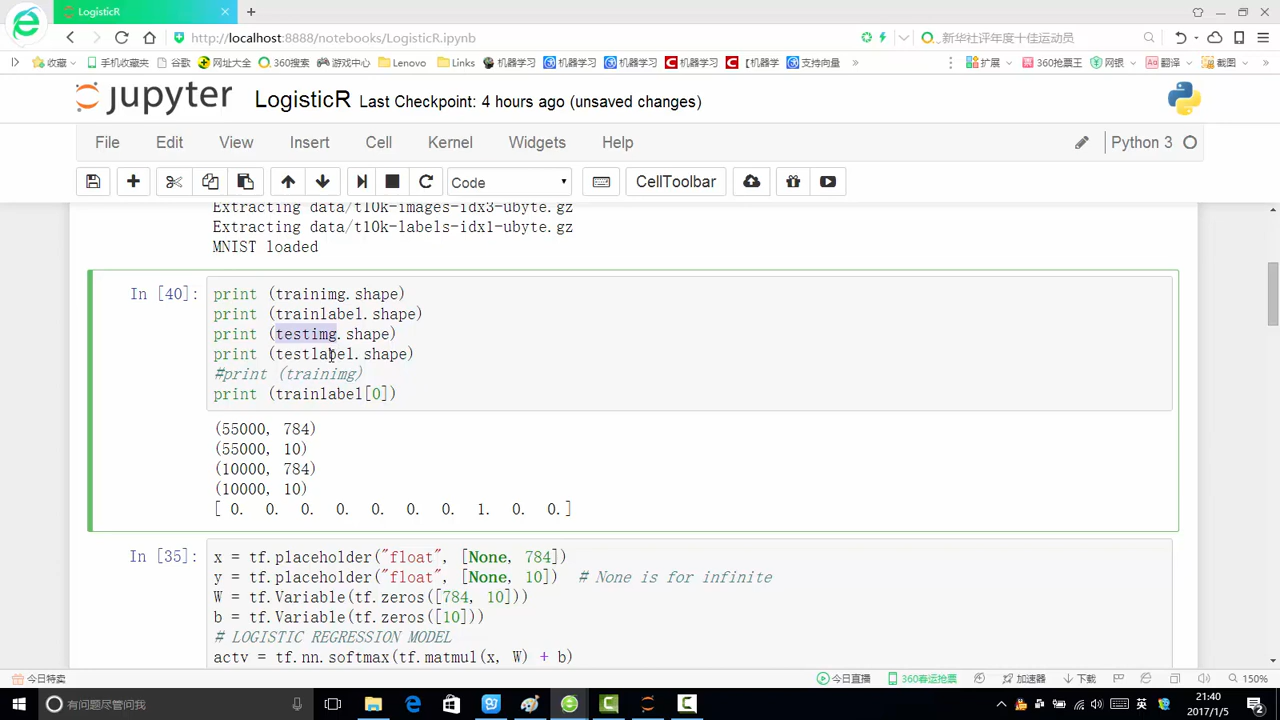 LogisticR
http://localhost:8888/notebooks/LogisticR.ipynb
新华社评年度十佳运动员
收藏 手机收藏夹 谷歌 网址大全 360搜索 游戏中心 Lenovo Links 机器学习 机器学习 机器学习 机器学习 【机器学 支持向量 » 扩展 360抢票王 网银 翻译 截图 »
jupyter LogisticR Last Checkpoint: 4 hours ago (unsaved changes)
File Edit View Insert Cell Kernel Widgets Help Python 3
Code CellToolbar
Extracting data/t10k-images-idx3-ubyte.gz
Extracting data/t10k-labels-idx1-ubyte.gz
MNIST loaded
In [40]: print (trainimg.shape)
print (trainlabel.shape)
print (testimg.shape)
print (testlabel.shape)
#print (trainimg)
print (trainlabel[0])
(55000, 784)
(55000, 10)
(10000, 784)
(10000, 10)
[ 0. 0. 0. 0. 0. 0. 0. 1. 0. 0.]
In [35]: x = tf.placeholder("float", [None, 784])
y = tf.placeholder("float", [None, 10]) # None is for infinite
W = tf.Variable(tf.zeros([784, 10]))
b = tf.Variable(tf.zeros([10]))
# LOGISTIC REGRESSION MODEL
actv = tf.nn.softmax(tf.matmul(x, W) + b)
今日特卖 今日直播 360春运抢票 加速器 下载 150%
有问题尽管问我 英 21:40
2017/1/5